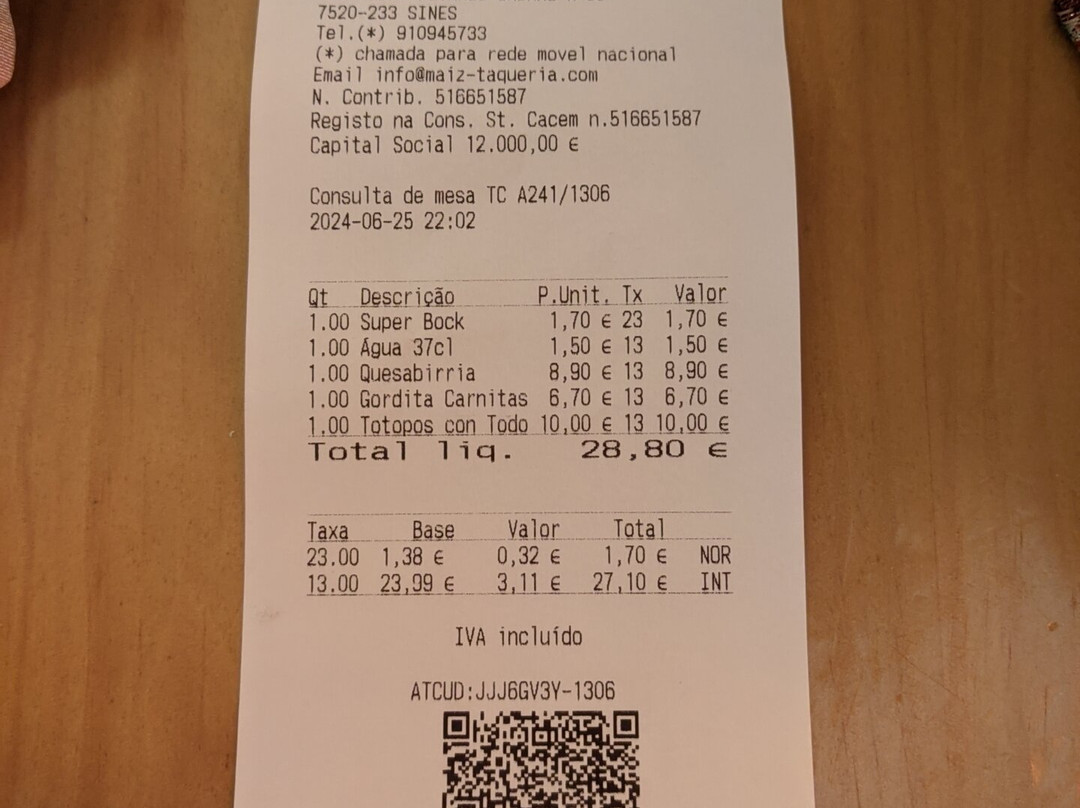 7520-233 SINES
Tel.(*) 910945733
(*) chamada para rede movel nacional
Email info@maiz-taqueria.com
N. Contrib. 516651587
Registo na Cons. St. Cacem n.516651587
Capital Social 12.000,00 €
Consulta de mesa TC A241/1306
2024-06-25 22:02
Qt Descrição P.Unit. Tx Valor
1.00 Super Bock 1,70 € 23 1,70 €
1.00 Água 37cl 1,50 € 13 1,50 €
1.00 Quesabirria 8,90 € 13 8,90 €
1.00 Gordita Carnitas 6,70 € 13 6,70 €
1.00 Totopos con Todo 10,00 € 13 10,00 €
Total liq. 28,80 €
Taxa Base Valor Total
23.00 1,38 € 0,32 € 1,70 € NOR
13.00 23,99 € 3,11 € 27,10 € INT
IVA incluído
ATCUD:JJJ6GV3Y-1306